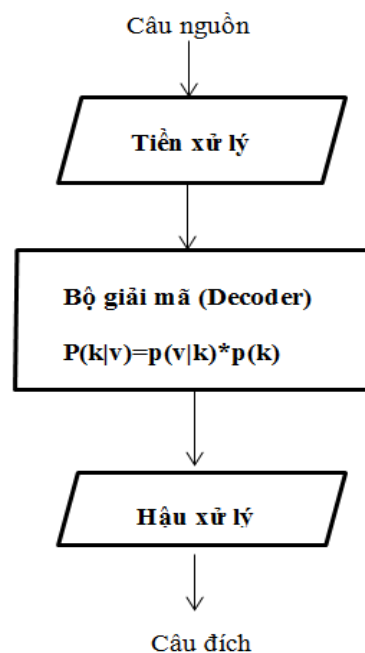 Câu nguồn
Tiền xử lý
Bộ giải mã (Decoder)
P(k|v)=p(v|k)*p(k)
Hậu xử lý
Câu đích